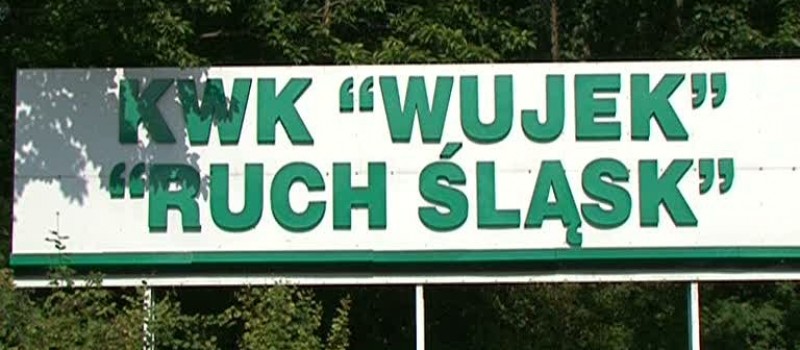 KWK “WUJEK”
“RUCH ŚLĄSK”